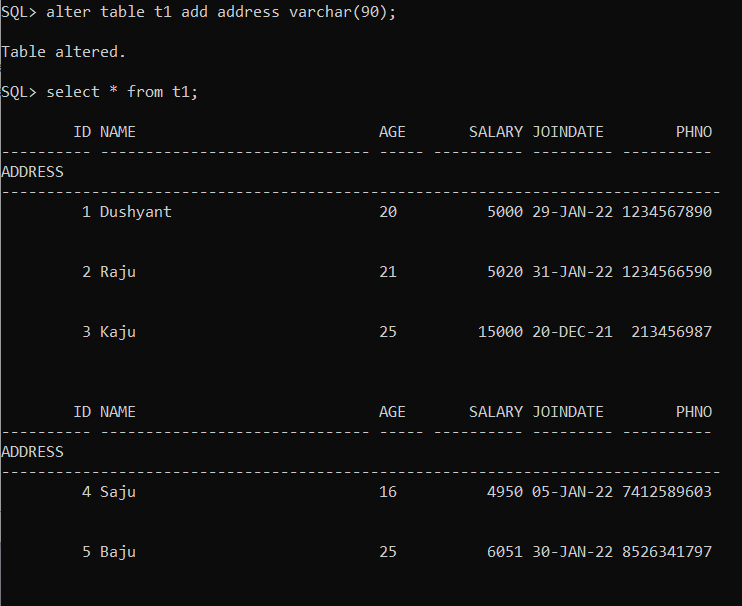 SQL> alter table t1 add address varchar(90);
Table altered.
SQL> select * from t1;
        ID NAME                           AGE       SALARY JOINDATE        PHNO
---------- ------------------------------ ----- ---------- --------- ----------
ADDRESS
--------------------------------------------------------------------------------
         1 Dushyant                       20          5000 29-JAN-22 1234567890
         2 Raju                           21          5020 31-JAN-22 1234566590
         3 Kaju                           25         15000 20-DEC-21  213456987
        ID NAME                           AGE       SALARY JOINDATE        PHNO
---------- ------------------------------ ----- ---------- --------- ----------
ADDRESS
--------------------------------------------------------------------------------
         4 Saju                           16          4950 05-JAN-22 7412589603
         5 Baju                           25          6051 30-JAN-22 8526341797